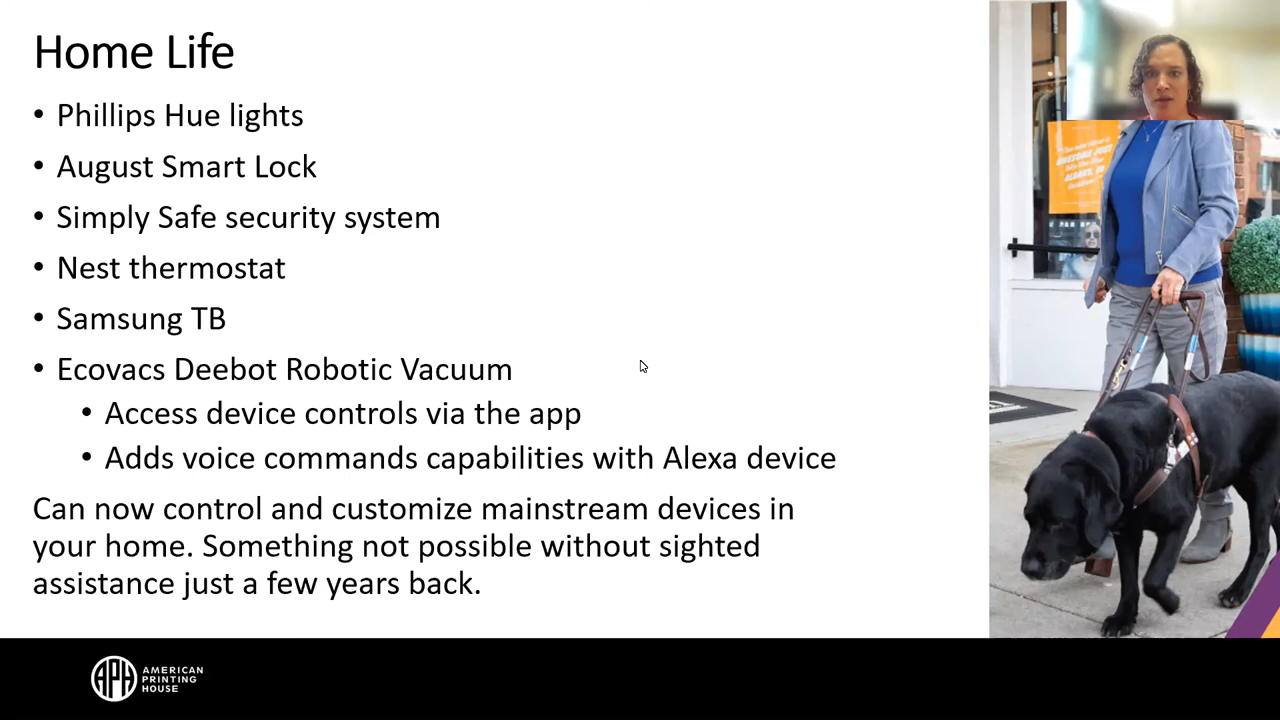 Home Life
• Phillips Hue lights
• August Smart Lock
• Simply Safe security system
• Nest thermostat
• Samsung TB
• Ecovacs Deebot Robotic Vacuum
• Access device controls via the app
• Adds voice commands capabilities with Alexa device
Can now control and customize mainstream devices in
your home. Something not possible without sighted
assistance just a few years back.
APH
AMERICAN
PRINTING
HOUSE